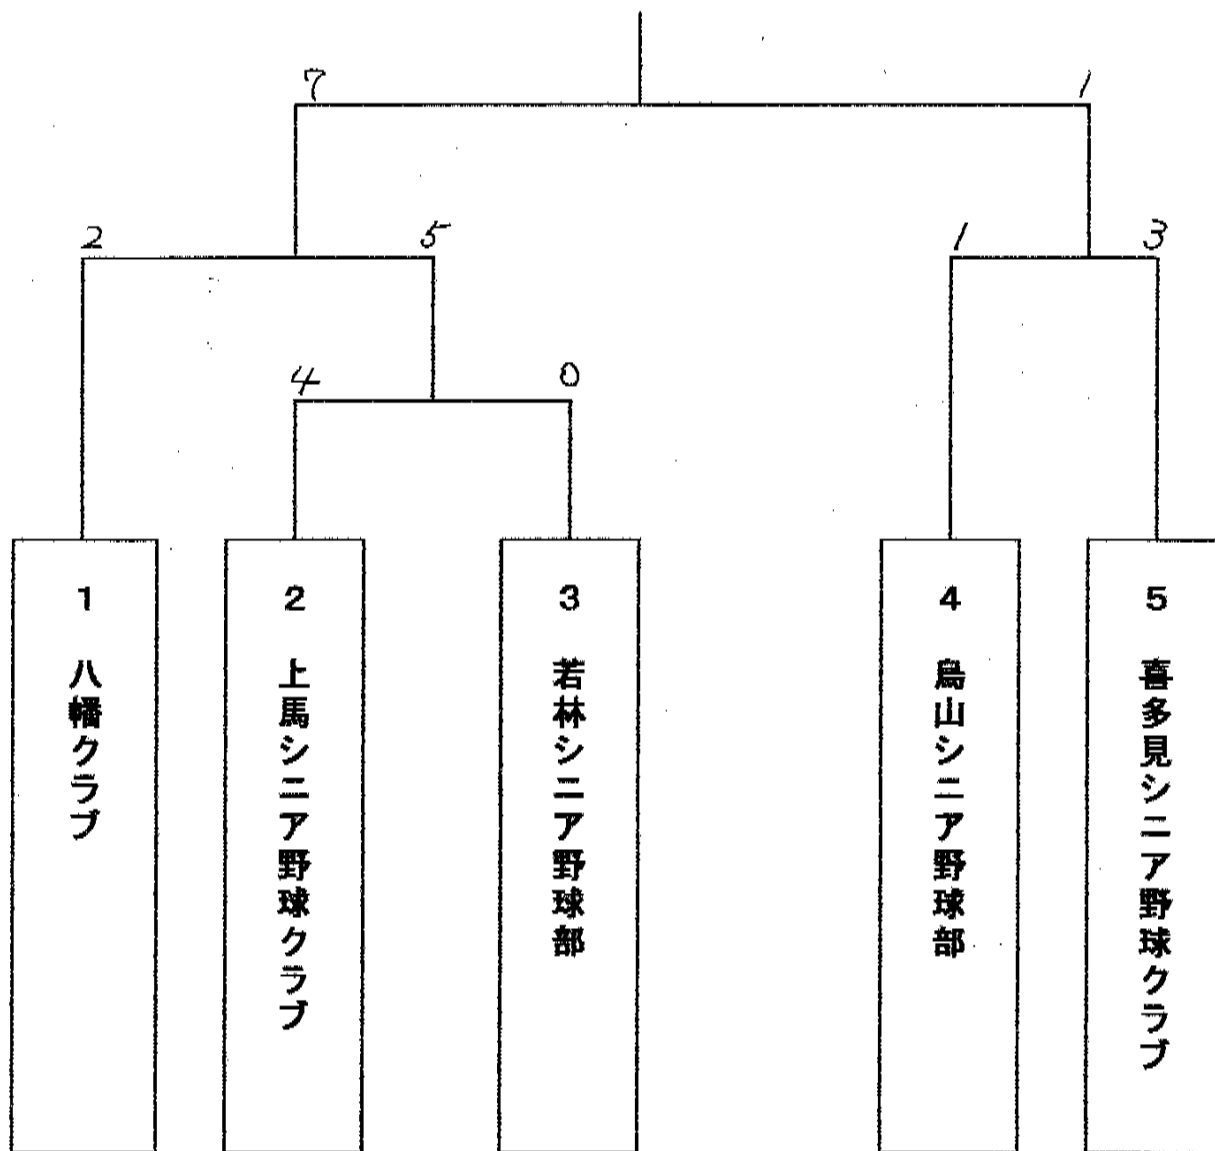 7 1
2 5 1 3
4 0
1 八幡クラブ
2 上馬シニア野球クラブ
3 若林シニア野球部
4 烏山シニア野球部
5 喜多見シニア野球クラブ